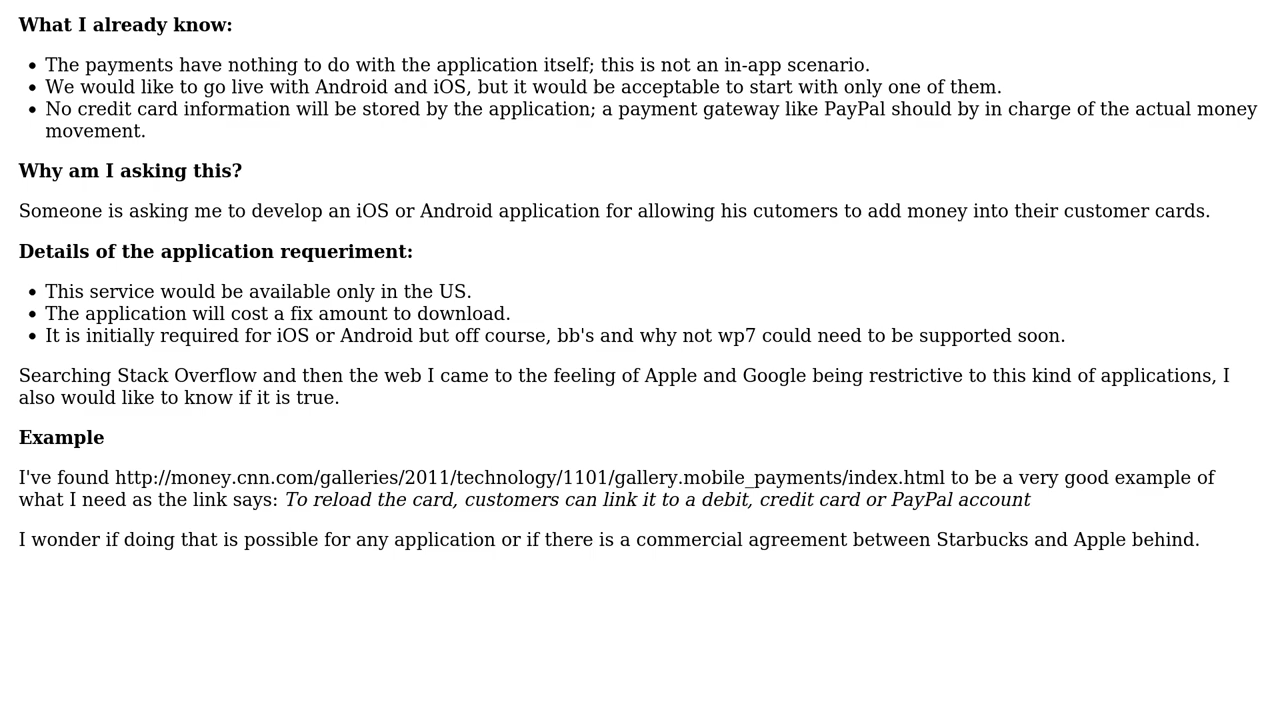 What I already know:
• The payments have nothing to do with the application itself; this is not an in-app scenario.
• We would like to go live with Android and iOS, but it would be acceptable to start with only one of them.
• No credit card information will be stored by the application; a payment gateway like PayPal should by in charge of the actual money
movement.
Why am I asking this?
Someone is asking me to develop an iOS or Android application for allowing his cutomers to add money into their customer cards.
Details of the application requeriment:
• This service would be available only in the US.
• The application will cost a fix amount to download.
• It is initially required for iOS or Android but off course, bb's and why not wp7 could need to be supported soon.
Searching Stack Overflow and then the web I came to the feeling of Apple and Google being restrictive to this kind of applications, I
also would like to know if it is true.
Example
I've found http://money.cnn.com/galleries/2011/technology/1101/gallery.mobile_payments/index.html to be a very good example of
what I need as the link says: To reload the card, customers can link it to a debit, credit card or PayPal account
I wonder if doing that is possible for any application or if there is a commercial agreement between Starbucks and Apple behind.